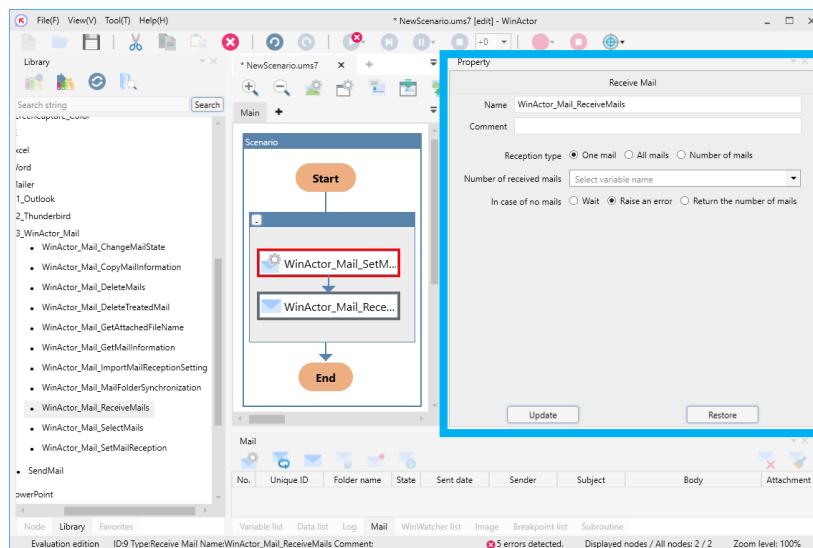 File(F) View(V) Tool(T) Help(H)
* NewScenario.ums7 [edit] - WinActor
+0
Library
Search string
Search
xcel
ord
ailer
1_Outlook
2_Thunderbird
3_WinActor_Mail
WinActor_Mail_ChangeMailState
WinActor_Mail_CopyMailInformation
WinActor_Mail_DeleteMails
WinActor_Mail_DeleteTreatedMail
WinActor_Mail_GetAttachedFileName
WinActor_Mail_GetMailInformation
WinActor_Mail_ImportMailReceptionSetting
WinActor_Mail_MailFolderSynchronization
WinActor_Mail_ReceiveMails
WinActor_Mail_SelectMails
WinActor_Mail_SetMailReception
SendMail
owerPoint
Node Library Favorites
* NewScenario.ums7
Main
Scenario
Start
WinActor_Mail_SetM...
WinActor_Mail_Rece...
End
Property
Receive Mail
Name WinActor_Mail_ReceiveMails
Comment
Reception type One mail All mails Number of mails
Number of received mails Select variable name
In case of no mails Wait Raise an error Return the number of mails
Update Restore
Mail
No. Unique ID Folder name State Sent date Sender Subject Body Attachment
Variable list Data list Log Mail WinWatcher list Image Breakpoint list Subroutine
Evaluation edition ID:9 Type:Receive Mail Name:WinActor_Mail_ReceiveMails Comment: 5 errors detected. Displayed nodes / All nodes: 2 / 2 Zoom level: 100%